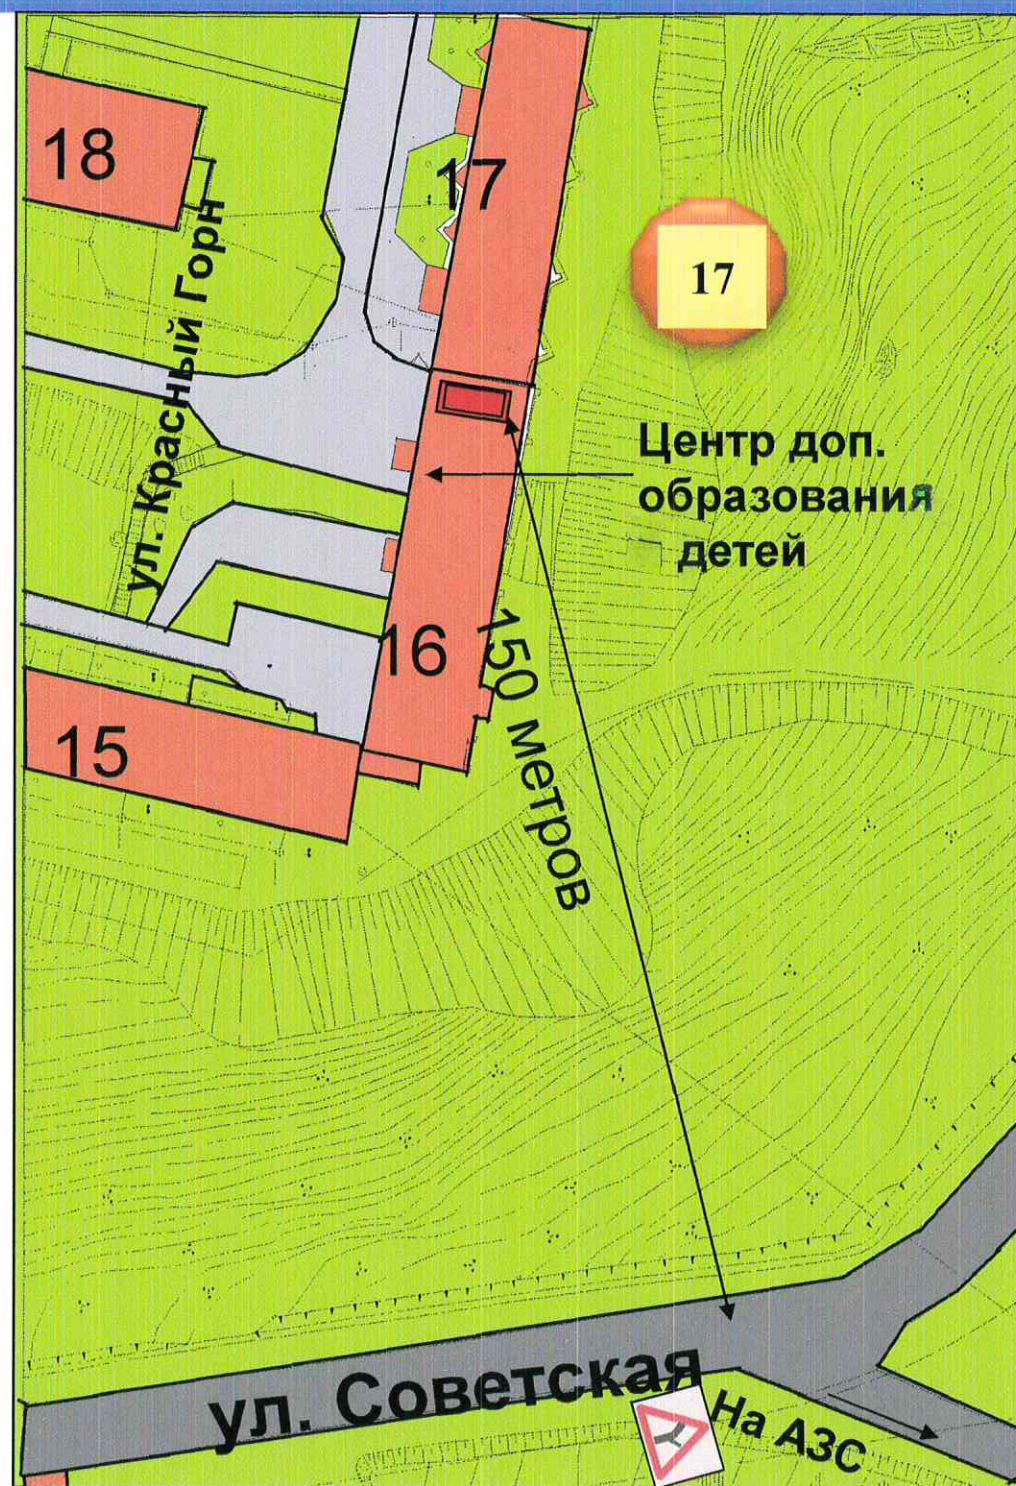 18
17
17
ул. Красный Горн
Центр доп.
образования
детей
16
150 метров
15
ул. Советская
На АЗС